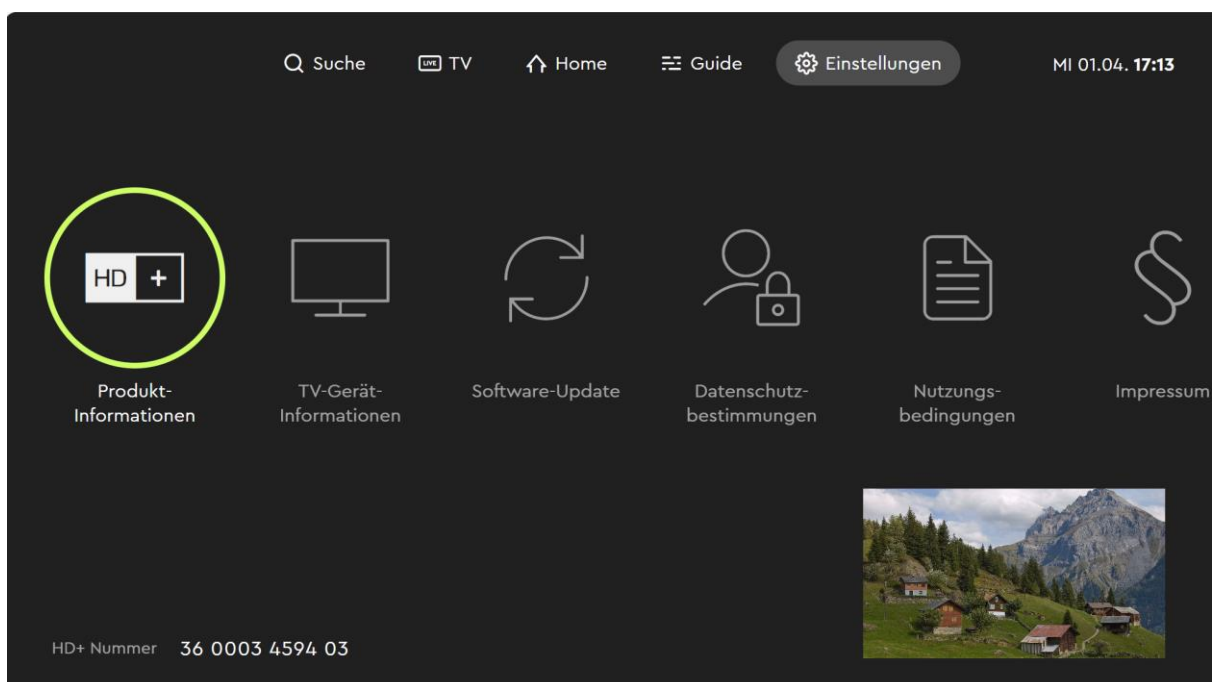 Suche LIVE TV Home Guide Einstellungen MI 01.04. 17:13
HD +
Produkt-
Informationen
TV-Gerät-
Informationen
Software-Update
Datenschutz-
bestimmungen
Nutzungs-
bedingungen
§
Impressum
HD+ Nummer 36 0003 4594 03